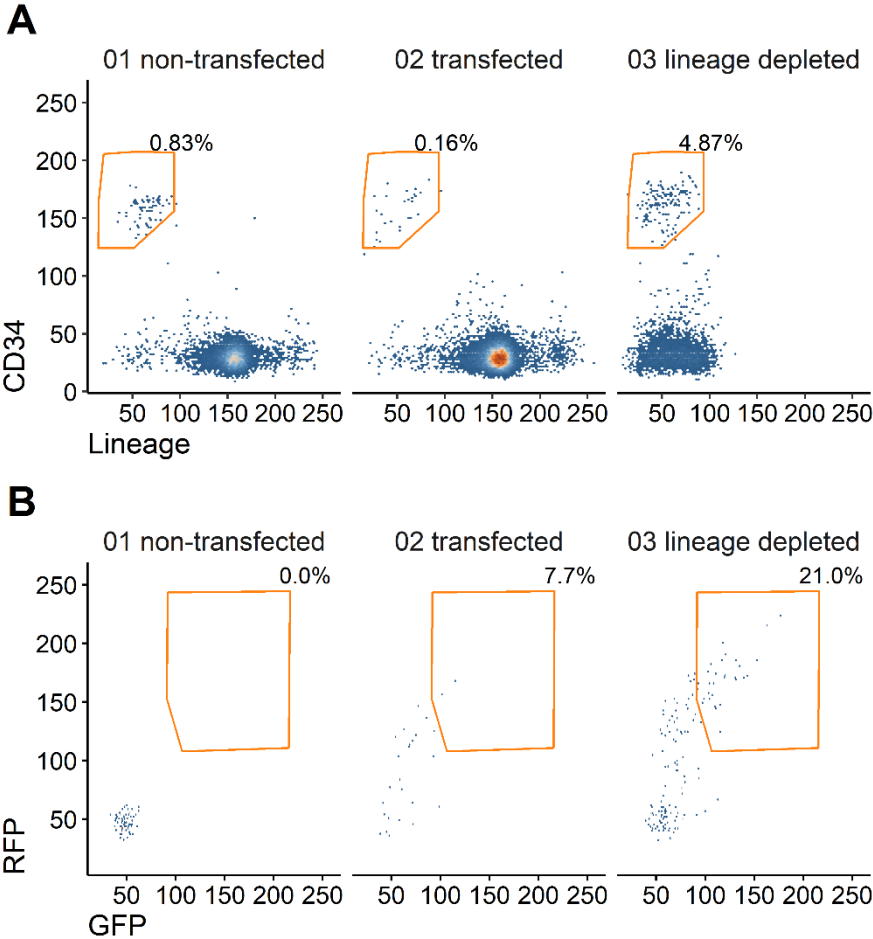 A
01 non-transfected 02 transfected 03 lineage depleted
250
200
150
100
50
0
0.83% 0.16% 4.87%
CD34
50 100 150 200 250 50 100 150 200 250 50 100 150 200 250
Lineage
B
01 non-transfected 02 transfected 03 lineage depleted
0.0% 7.7% 21.0%
250
200
150
100
50
RFP
50 100 150 200 250 50 100 150 200 250 50 100 150 200 250
GFP